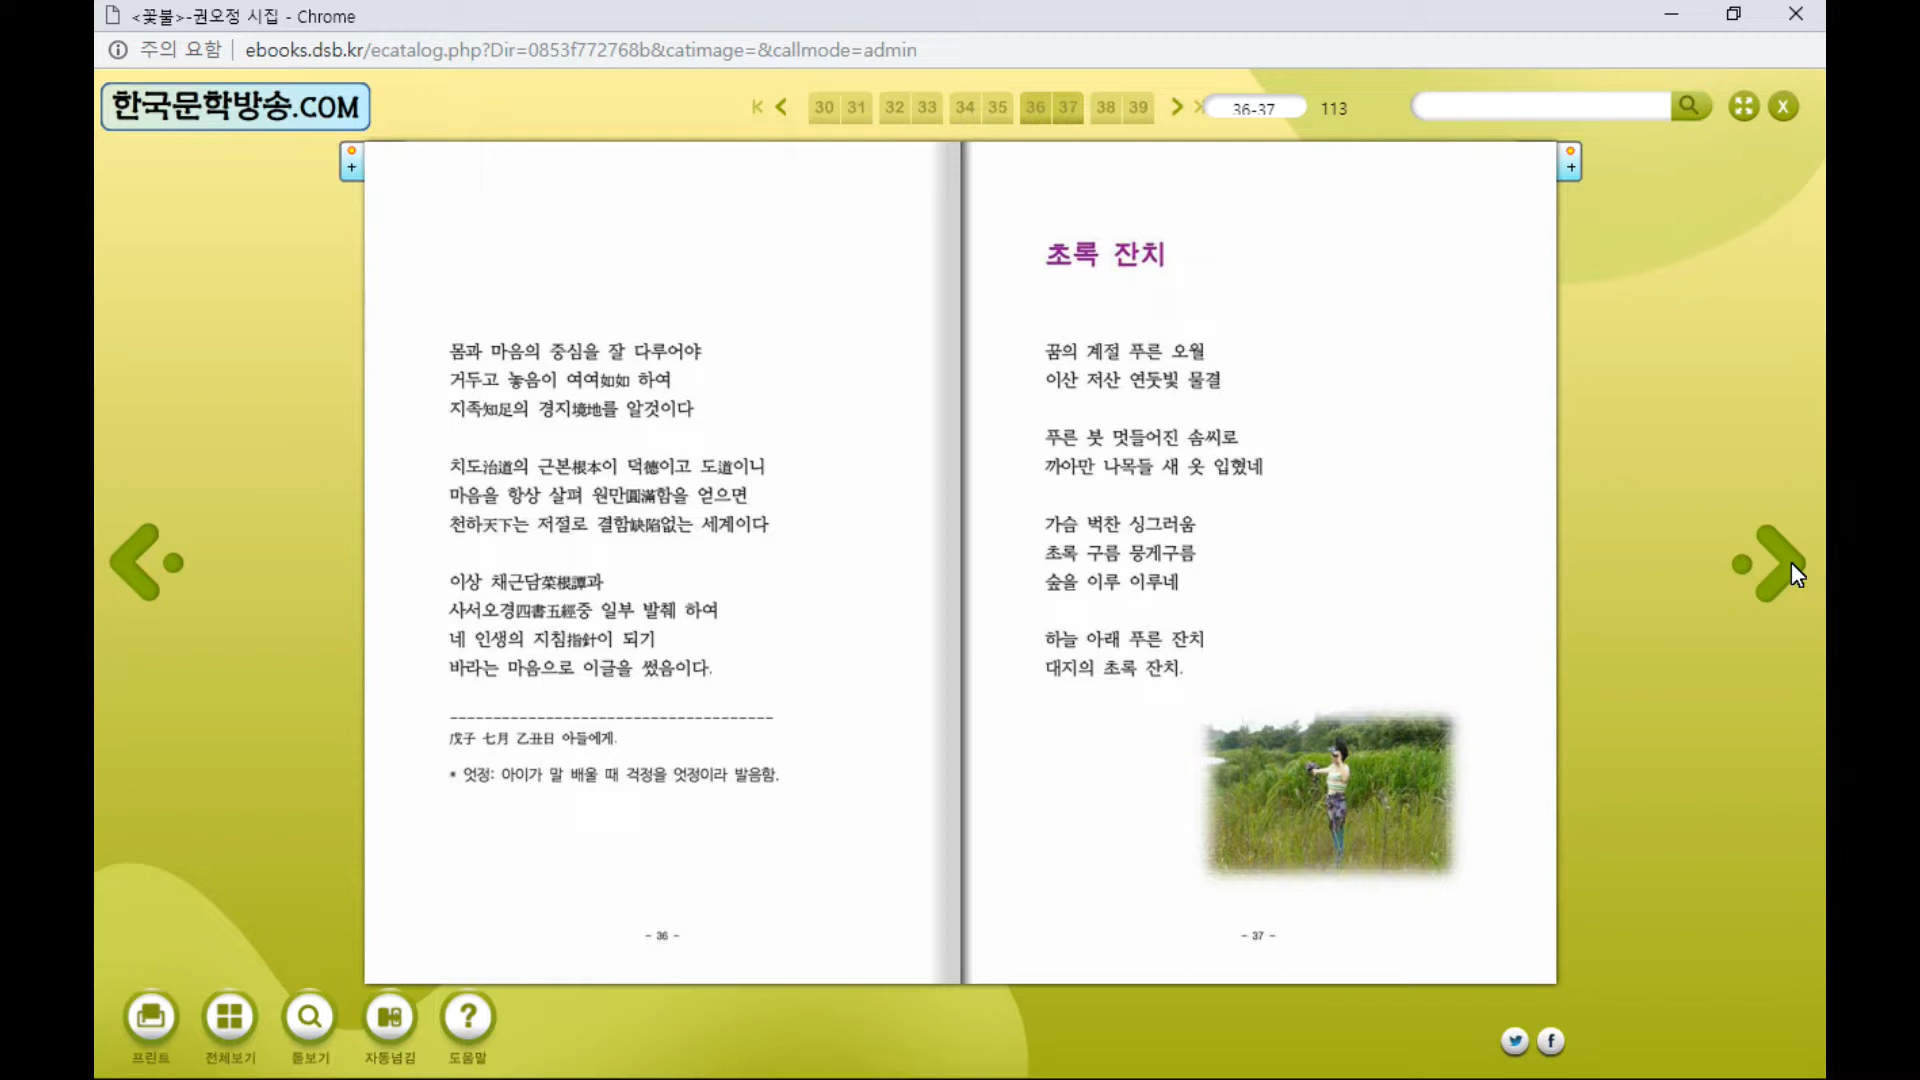 <꽃불>-권오정 시집 - Chrome
주의 요함 | ebooks.dsb.kr/ecatalog.php?Dir=0853f772768b&catimage=&callmode=admin
한국문학방송.COM
30 31 32 33 34 35 36 37 38 39
36-37 113
X
+
+
몸과 마음의 중심을 잘 다루어야
거두고 놓음이 여여如如 하여
지족知足의 경지境地를 알것이다
치도治道의 근본根本이 덕德이고 도道이니
마음을 항상 살펴 원만圓滿함을 얻으면
천하天下는 저절로 결함缺陷없는 세계이다
이상 채근담菜根譚과
사서오경四書五經중 일부 발췌 하여
네 인생의 지침指針이 되기
바라는 마음으로 이글을 썼음이다.
-------------------------------------
戊子 七月 乙丑日 아들에게.
* 엇정: 아이가 말 배울 때 걱정을 엇정이라 발음함.
- 36 -
초록 잔치
꿈의 계절 푸른 오월
이산 저산 연둣빛 물결
푸른 붓 멋들어진 솜씨로
까아만 나목들 새 옷 입혔네
가슴 벅찬 싱그러움
초록 구름 뭉게구름
숲을 이루 이루네
하늘 아래 푸른 잔치
대지의 초록 잔치.
- 37 -
프린트 전체보기 돋보기 자동넘김 도움말
?
f